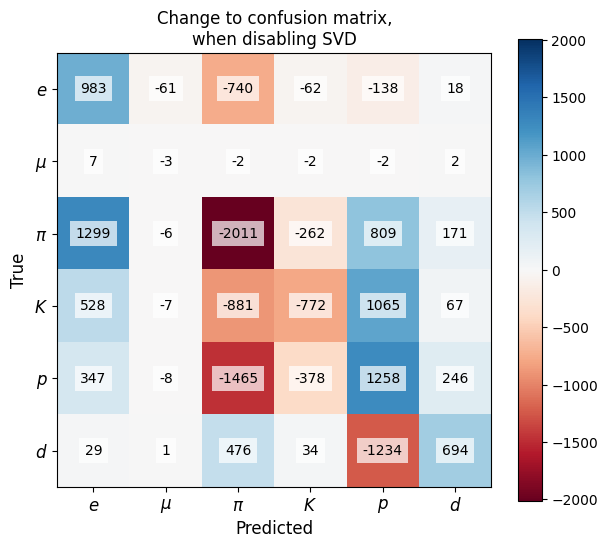 Change to confusion matrix,
when disabling SVD
True
e 983 -61 -740 -62 -138 18
μ 7 -3 -2 -2 -2 2
π 1299 -6 -2011 -262 809 171
K 528 -7 -881 -772 1065 67
p 347 -8 -1465 -378 1258 246
d 29 1 476 34 -1234 694
e μ π K p d
Predicted
2000
1500
1000
500
0
−500
−1000
−1500
−2000